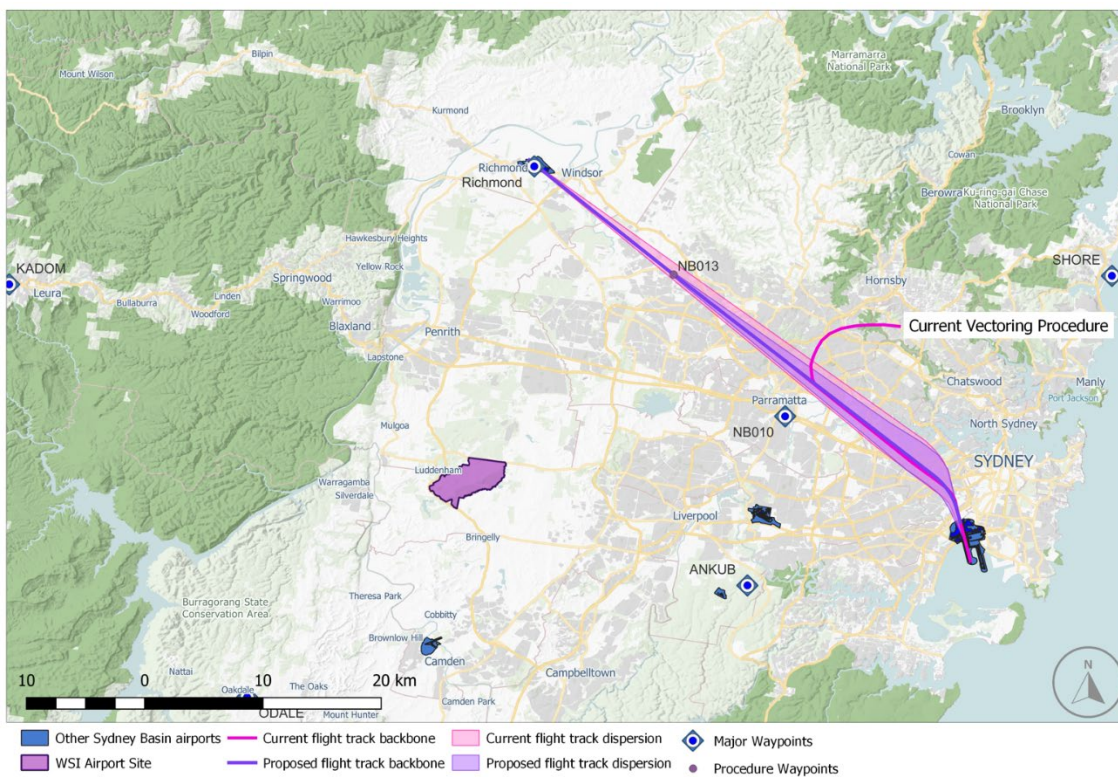 Mount Wilson
Bilpin
Marramarra
National Park
Kurmond
Brooklyn
Richmond
Windsor
Richmond
Cowan
Berowra
Ku-ring-gai Chase
National Park
Hawkesbury Heights
KADOM
Springwood
Yellow Rock
NB013
SHORE
Leura
Linden
Bullaburra
Woodford
Warrimoo
Hornsby
Blaxland
Penrith
Current Vectoring Procedure
Lapstone
Chatswood
Manly
Parramatta
Port Jackson
Mulgoa
NB010
North Sydney
SYDNEY
Luddenham
Warragamba
Silverdale
Liverpool
Bringelly
ANKUB
Burragorang State
Conservation Area
Theresa Park
Cobbitty
Brownlow Hill
Camden
Nattai
Campbelltown
10 0 10 20 km
Oakdale
The Oaks
Camden Park
ODALE
Mount Hunter
N
Other Sydney Basin airports
Current flight track backbone
Current flight track dispersion
Major Waypoints
WSI Airport Site
Proposed flight track backbone
Proposed flight track dispersion
Procedure Waypoints